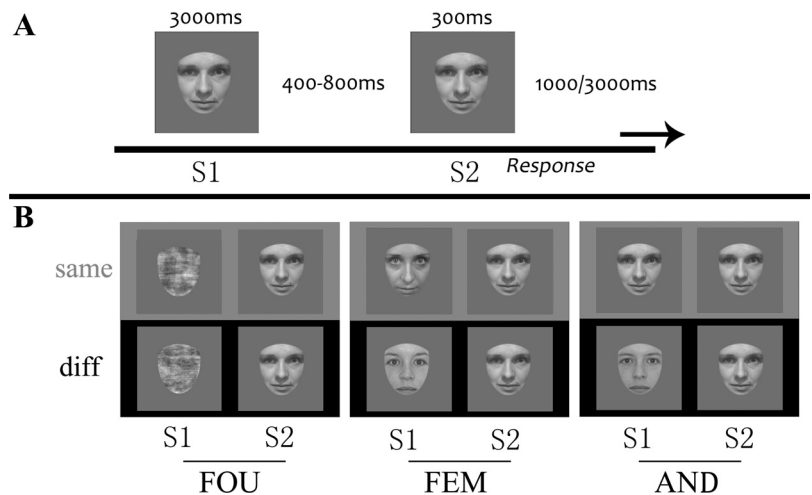 A
3000ms
300ms
400-800ms
1000/3000ms
S1
S2
Response
B
same
diff
S1
S2
S1
S2
S1
S2
FOU
FEM
AND